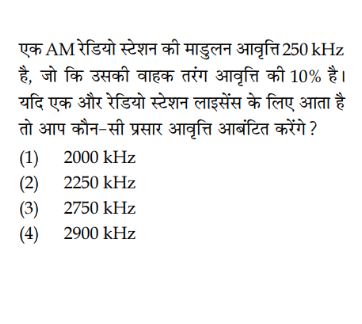 एक AM रेडियो स्टेशन की माडुलन आवृत्ति 250 kHz
है, जो कि उसकी वाहक तरंग आवृत्ति की 10% है।
यदि एक और रेडियो स्टेशन लाइसेंस के लिए आता है
तो आप कौन-सी प्रसार आवृत्ति आबंटित करेंगे ?
(1) 2000 kHz
(2) 2250 kHz
(3) 2750 kHz
(4) 2900 kHz